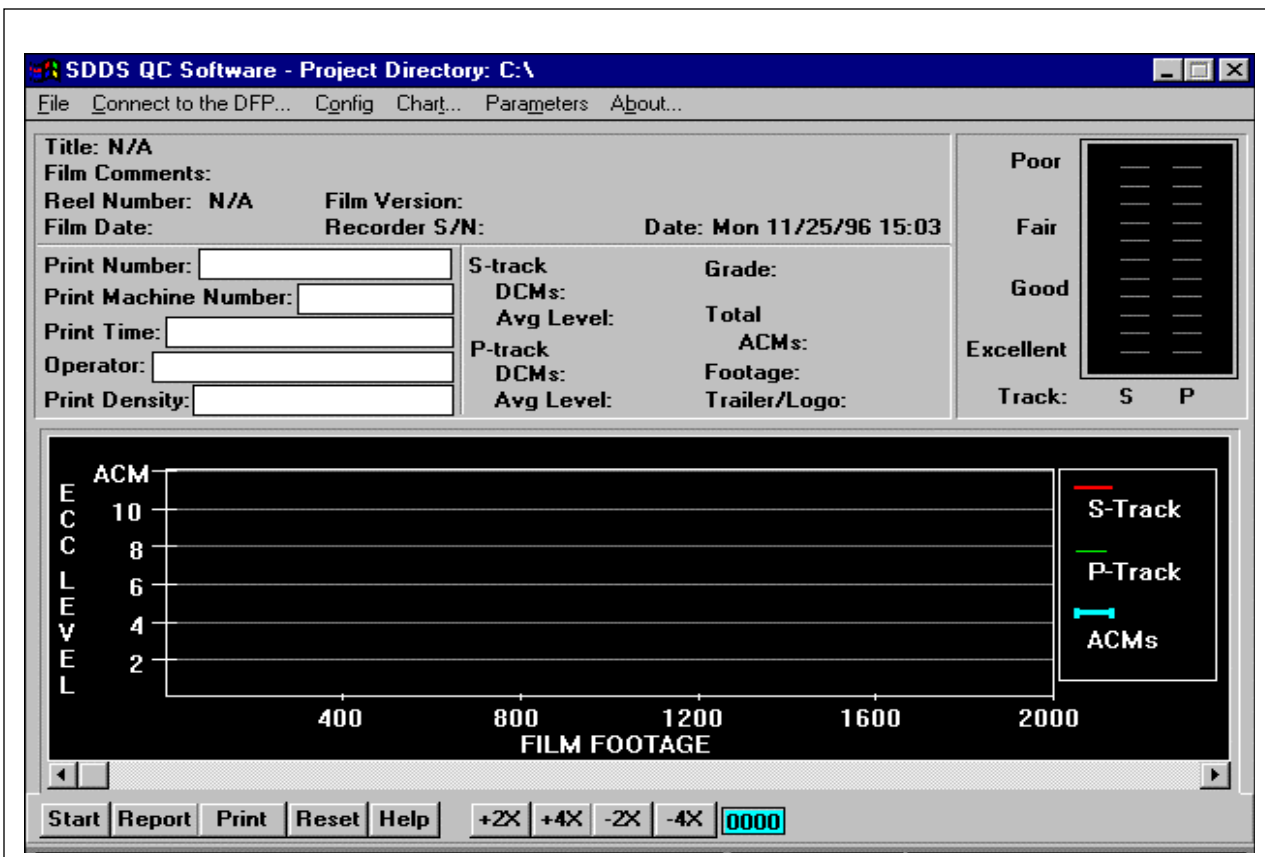 SDDS QC Software - Project Directory: C:\
File Connect to the DFP... Config Chart... Parameters About...
Title: N/A
Film Comments:
Reel Number: N/A Film Version:
Film Date: Recorder S/N: Date: Mon 11/25/96 15:03
Print Number:
Print Machine Number:
Print Time:
Operator:
Print Density:
S-track
DCMs:
Avg Level:
P-track
DCMs:
Avg Level:
Grade:
Total
ACMs:
Footage:
Trailer/Logo:
Poor
Fair
Good
Excellent
Track: S P
ECC LEVEL
ACM
10
8
6
4
2
400 800 1200 1600 2000
FILM FOOTAGE
S-Track
P-Track
ACMs
Start Report Print Reset Help +2X +4X -2X -4X 0000